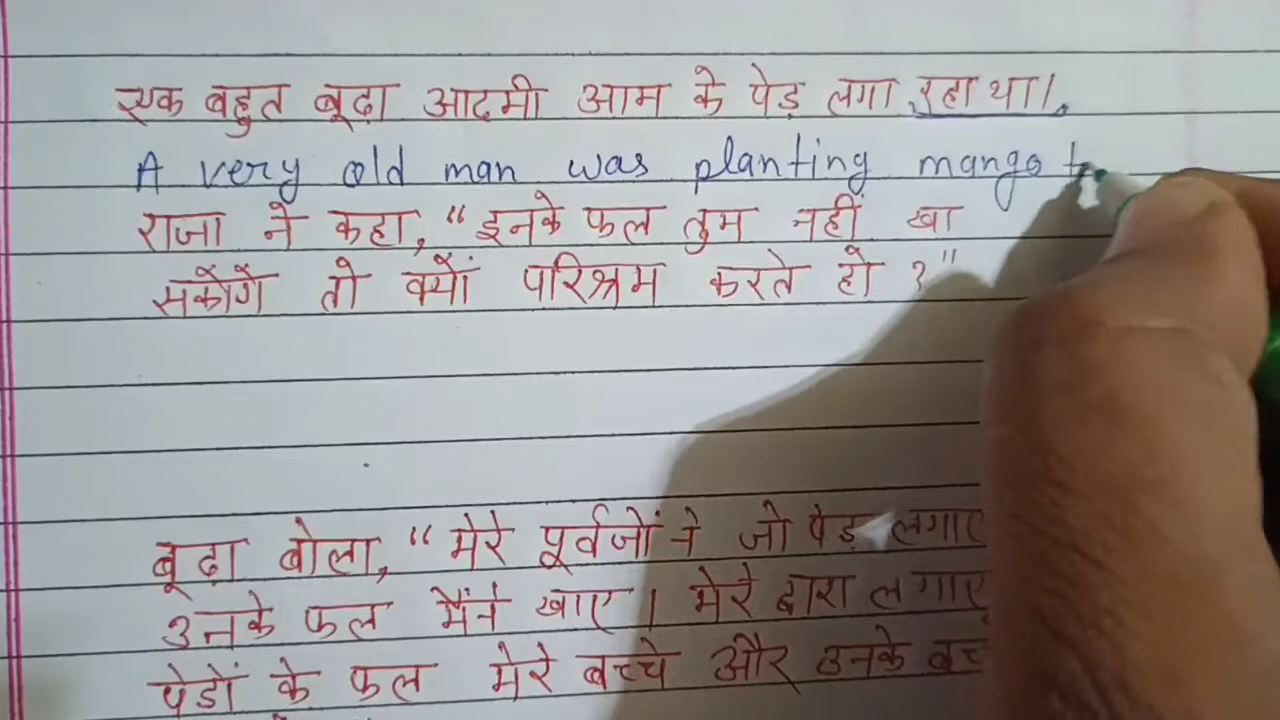 एक बहुत बूढ़ा आदमी आम के पेड़ लगा रहा था।
A very old man was planting mango
राजा ने कहा, “इनके फल तुम नहीं खा
सकोगे तो क्यों परिश्रम करते हो ?”
बूढ़ा बोला, “मेरे पूर्वजों ने जो पेड़ लगाए
उनके फल मैंने खाए। मेरे द्वारा लगाए
पेडों के फल मेरे बच्चे और उनके